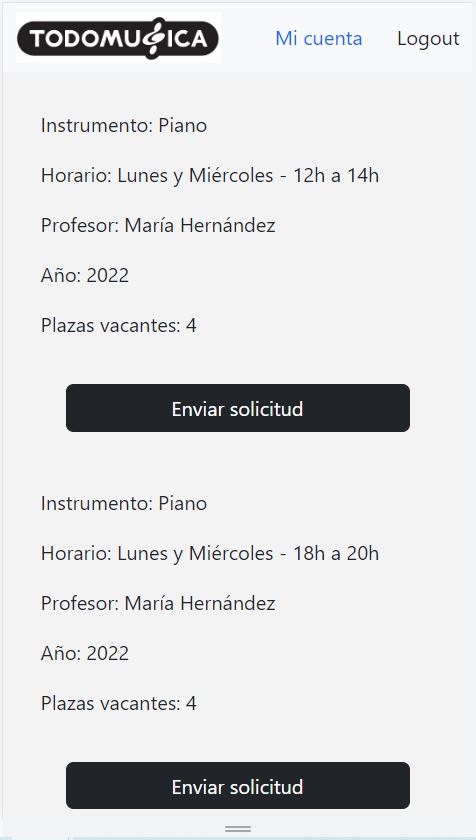 TODOMUSICA
Mi cuenta Logout
Instrumento: Piano
Horario: Lunes y Miércoles - 12h a 14h
Profesor: María Hernández
Año: 2022
Plazas vacantes: 4
Enviar solicitud
Instrumento: Piano
Horario: Lunes y Miércoles - 18h a 20h
Profesor: María Hernández
Año: 2022
Plazas vacantes: 4
Enviar solicitud